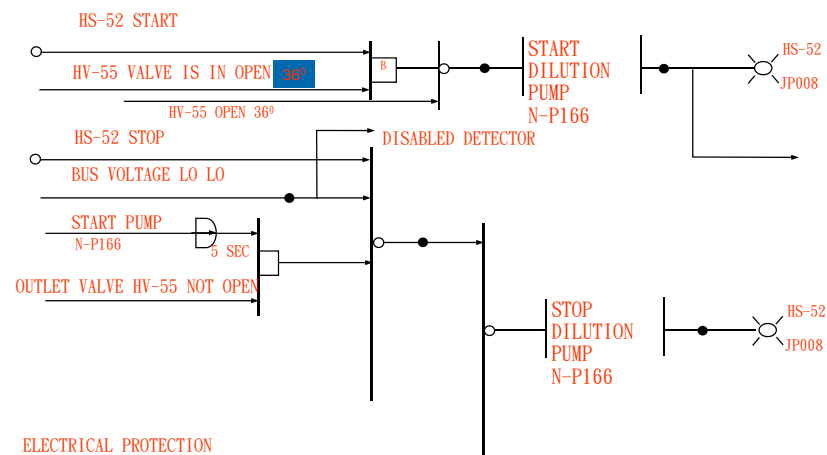 HS-52 START
HV-55 VALVE IS IN OPEN 36⁰
B
HV-55 OPEN 36⁰
START
DILUTION
PUMP
N-P166
HS-52
JP008
HS-52 STOP
DISABLED DETECTOR
BUS VOLTAGE LO LO
START PUMP
N-P166
5 SEC
OUTLET VALVE HV-55 NOT OPEN
STOP
DILUTION
PUMP
N-P166
HS-52
JP008
ELECTRICAL PROTECTION